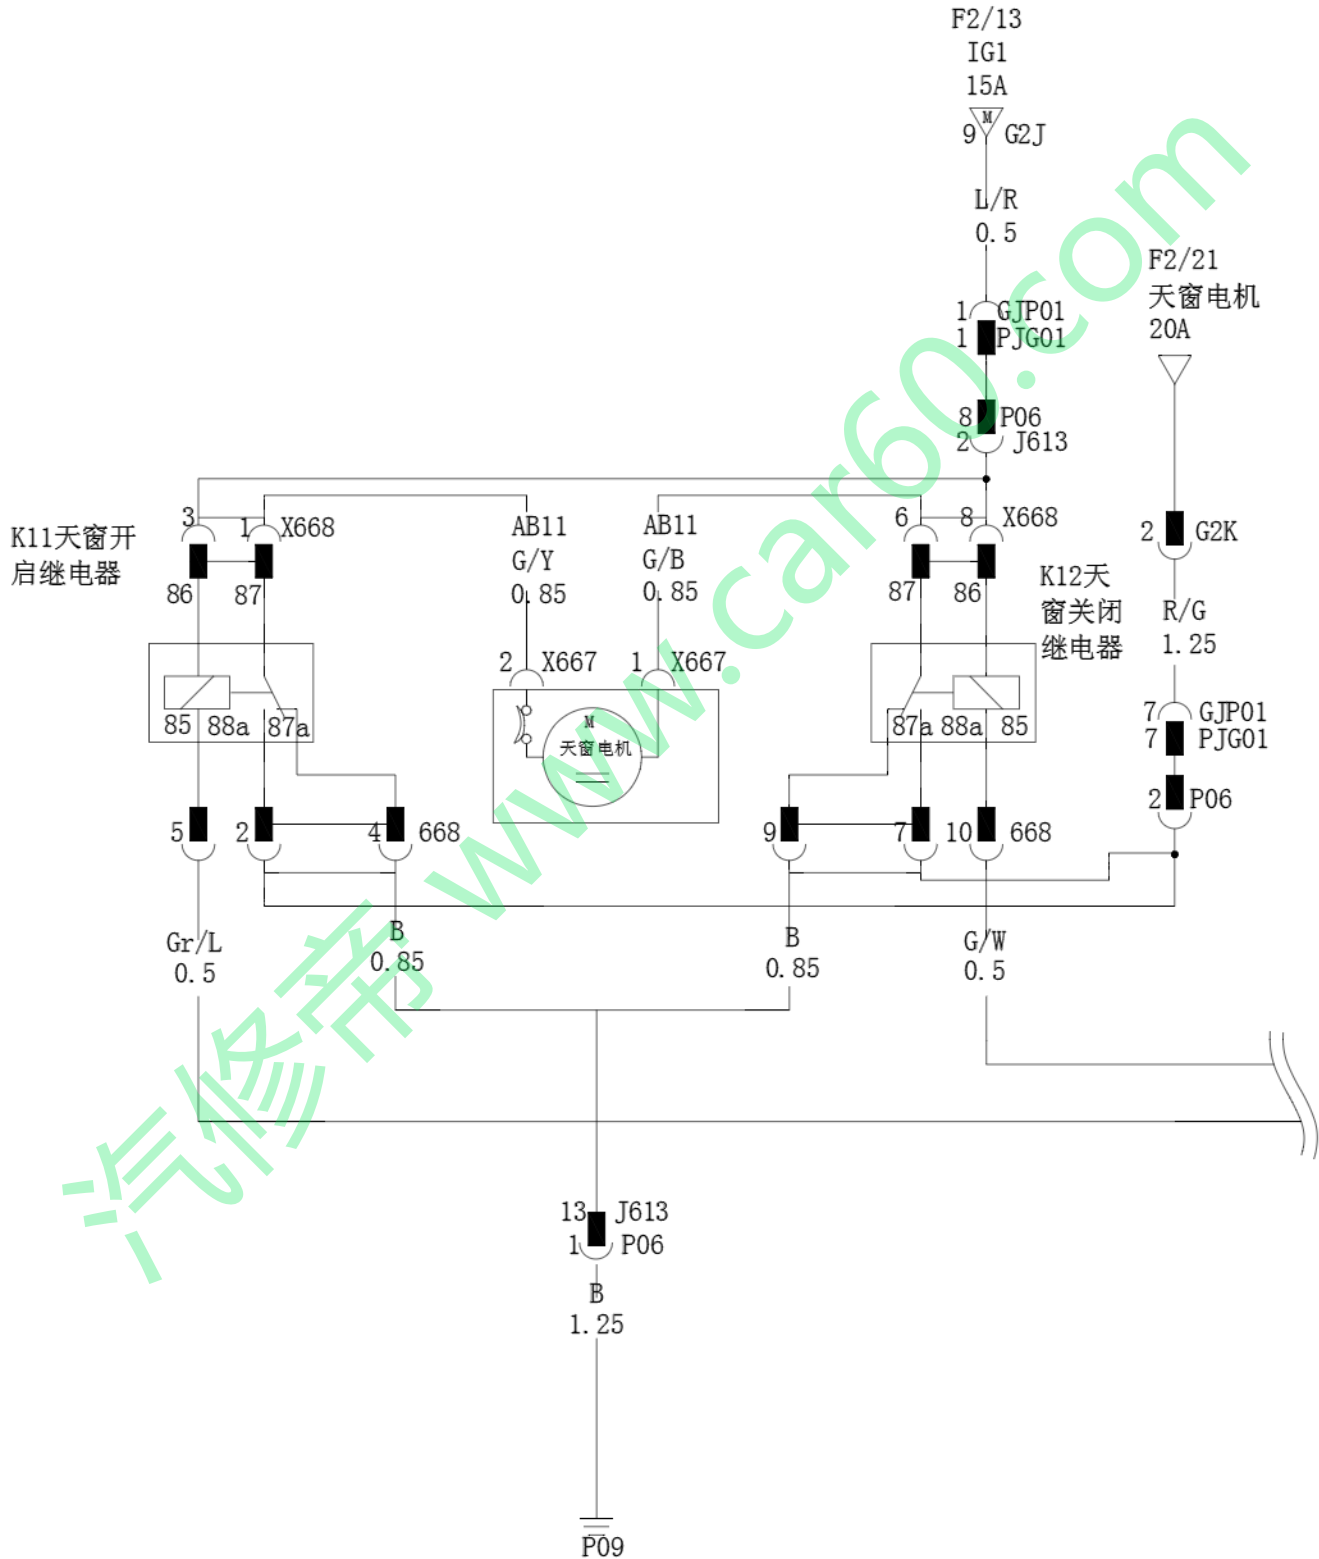 F2/13
IG1
15A
M
9 G2J
L/R
0.5
F2/21
天窗电机
20A
1 GJP01
1 PJG01
8 P06
2 J613
3 1 X668
K11天窗开
启继电器
86 87
AB11
G/Y
0.85
AB11
G/B
0.85
6 8 X668
87 86
K12天
窗关闭
继电器
2 G2K
R/G
1.25
2 X667
1 X667
85 88a 87a
M
天窗电机
87a 88a 85
7 GJP01
7 PJG01
2 P06
5 2 4 668
9 7 10 668
Gr/L
0.5
B
0.85
B
0.85
G/W
0.5
13 J613
1 P06
B
1.25
P09
汽修帝 www.car60.com